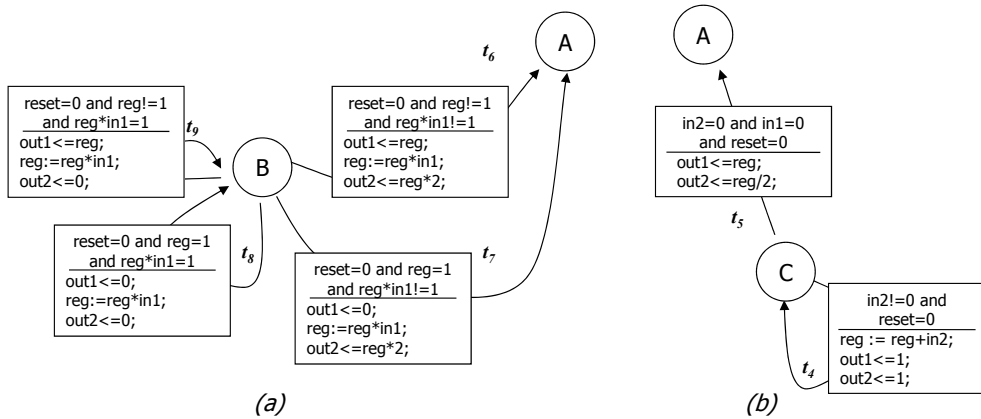 A
t6
reset=0 and reg!=1
and reg*in1=1
out1<=reg;
reg:=reg*in1;
out2<=0;
t9
B
reset=0 and reg!=1
and reg*in1!=1
out1<=reg;
reg:=reg*in1;
out2<=reg*2;
reset=0 and reg=1
and reg*in1=1
out1<=0;
reg:=reg*in1;
out2<=0;
t8
reset=0 and reg=1
and reg*in1!=1
out1<=0;
reg:=reg*in1;
out2<=reg*2;
t7
(a)
A
in2=0 and in1=0
and reset=0
out1<=reg;
out2<=reg/2;
t5
C
in2!=0 and
reset=0
reg := reg+in2;
out1<=1;
out2<=1;
t4
(b)